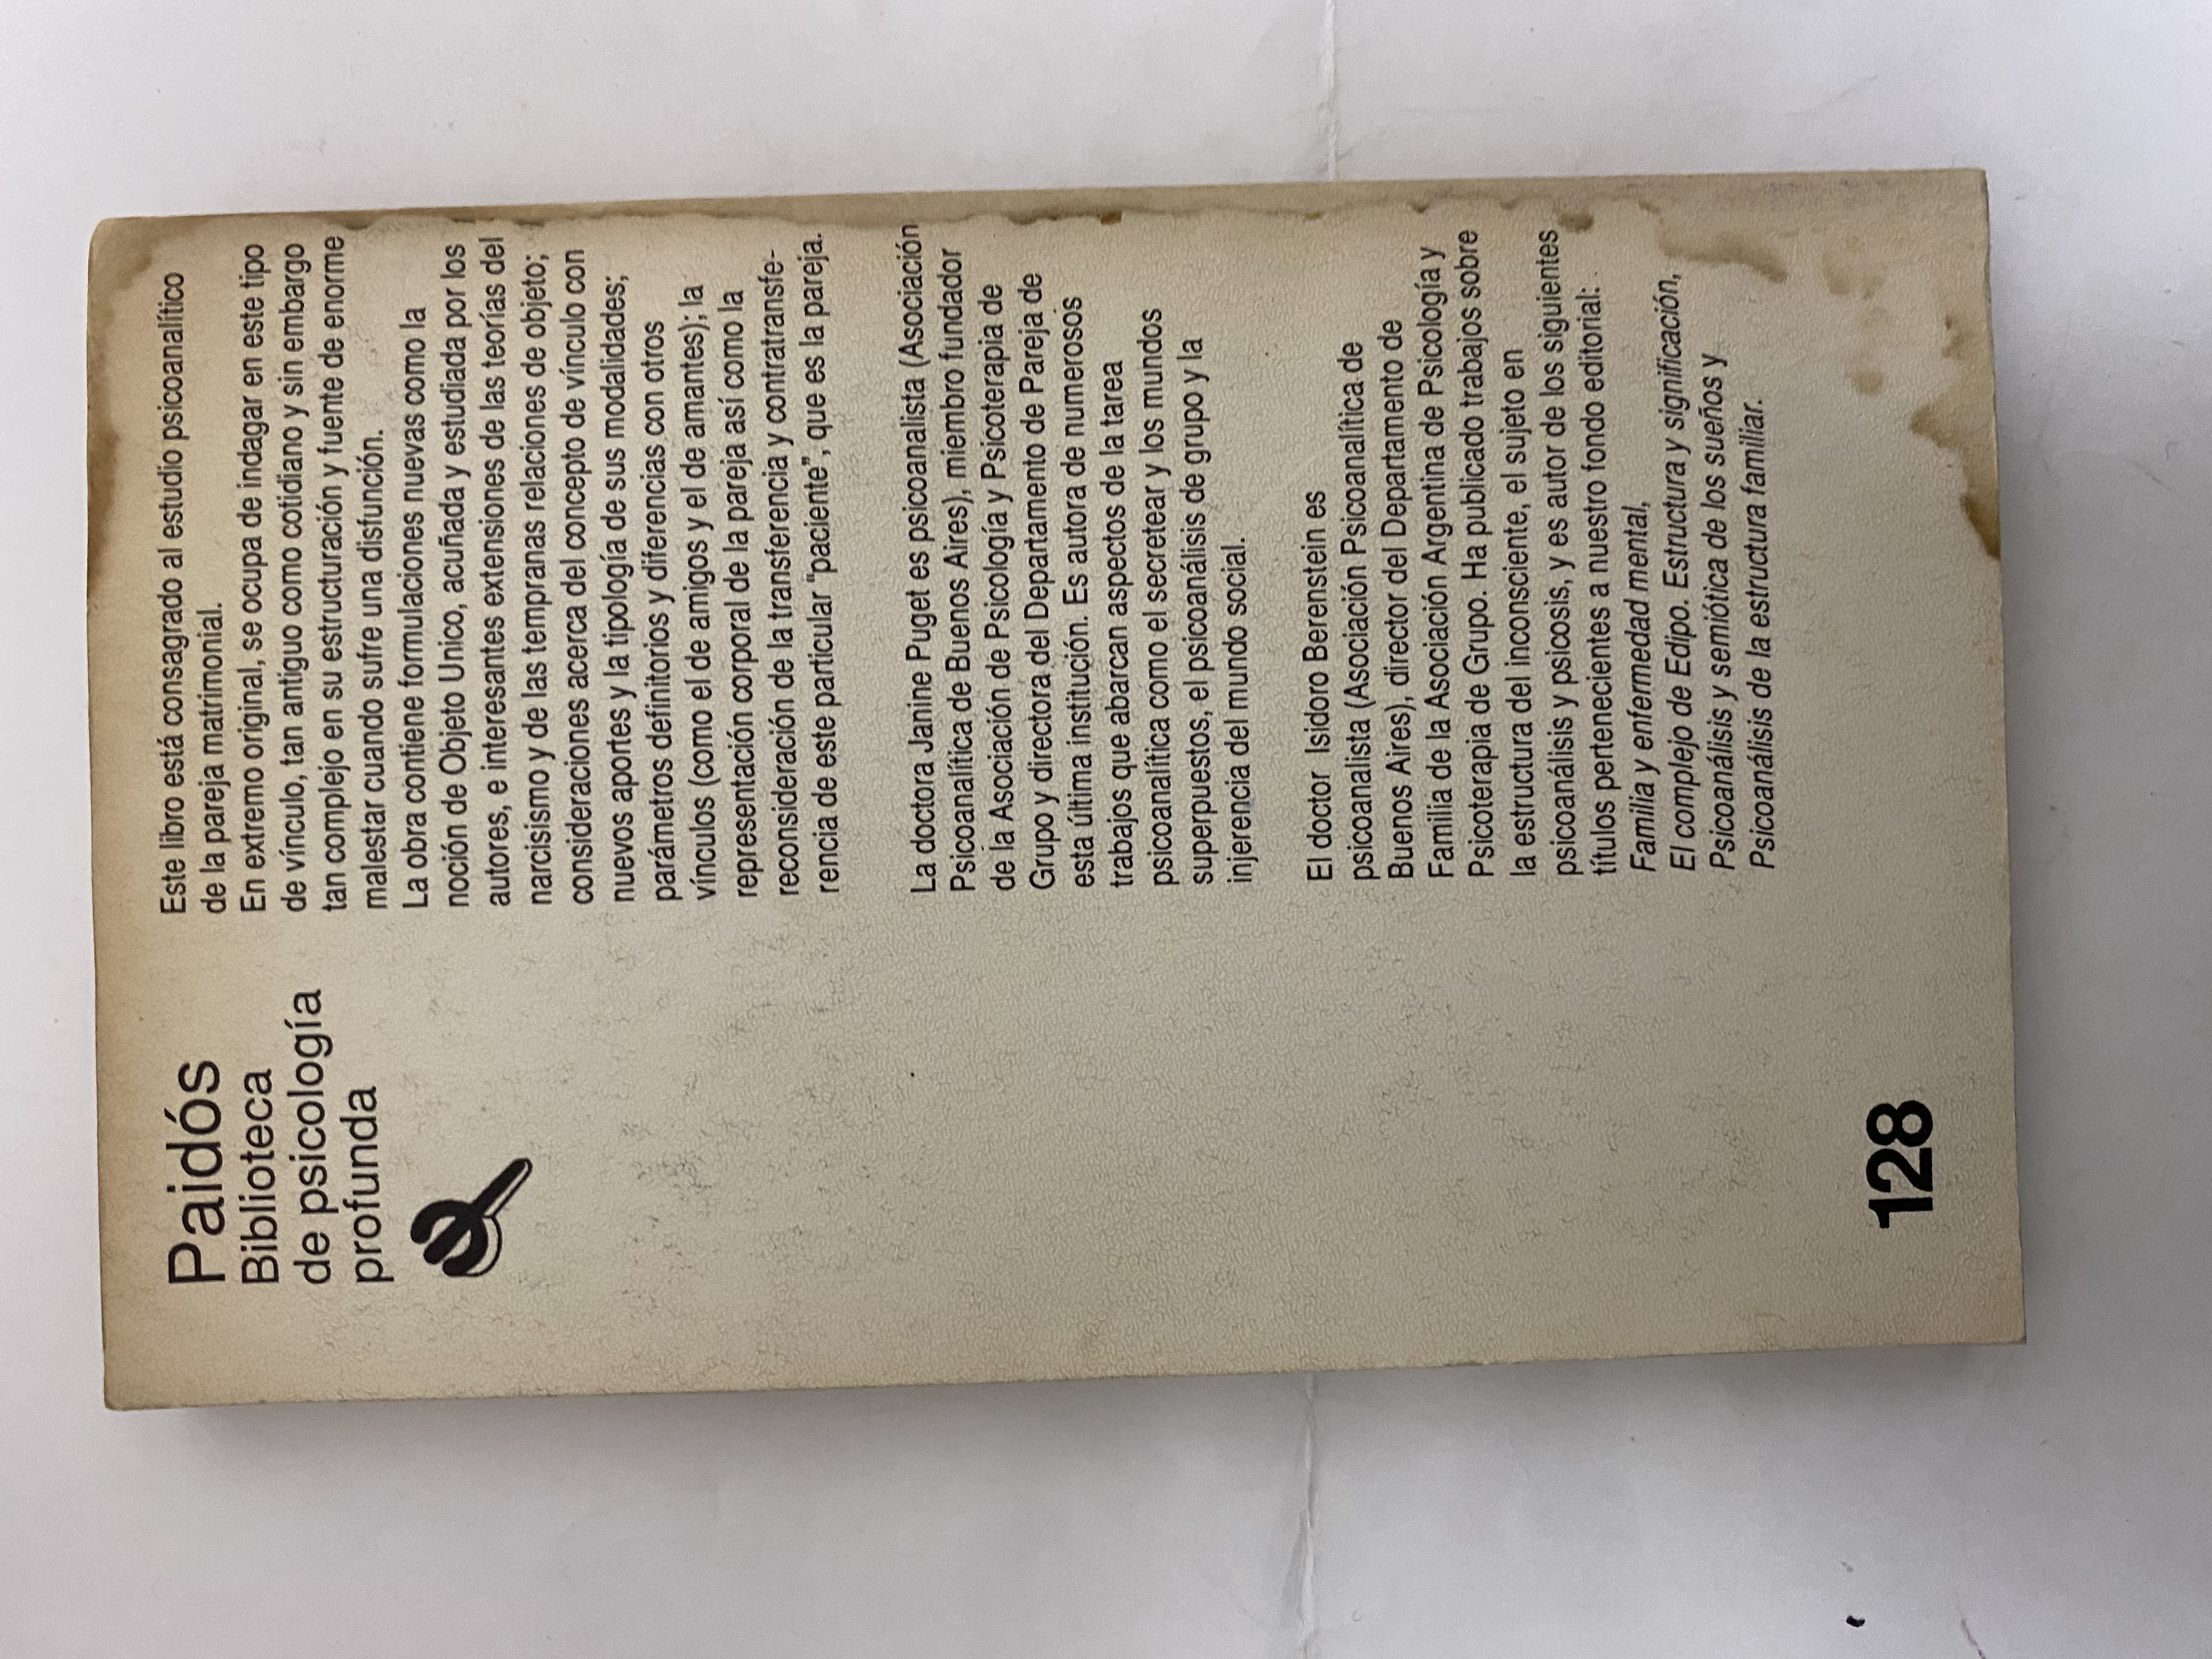 Paidós
Biblioteca
de psicología
profunda
Este libro está consagrado al estudio psicoanalítico
de la pareja matrimonial.
En extremo original, se ocupa de indagar en este tipo
de vínculo, tan antiguo como cotidiano y sin embargo
tan complejo en su estructuración y fuente de enorme
malestar cuando sufre una disfunción.
La obra contiene formulaciones nuevas como la
noción de Objeto Unico, acuñada y estudiada por los
autores, e interesantes extensiones de las teorías del
narcisismo y de las tempranas relaciones de objeto;
consideraciones acerca del concepto de vínculo con
nuevos aportes y la tipología de sus modalidades;
parámetros definitorios y diferencias con otros
vínculos (como el de amigos y el de amantes); la
representación corporal de la pareja así como la
reconsideración de la transferencia y contratransfe-
rencia de este particular “paciente”, que es la pareja.
La doctora Janine Puget es psicoanalista (Asociación
Psicoanalítica de Buenos Aires), miembro fundador
de la Asociación de Psicología y Psicoterapia de
Grupo y directora del Departamento de Pareja de
esta última institución. Es autora de numerosos
trabajos que abarcan aspectos de la tarea
psicoanalítica como el secretear y los mundos
superpuestos, el psicoanálisis de grupo y la
injerencia del mundo social.
El doctor Isidoro Berenstein es
psicoanalista (Asociación Psicoanalítica de
Buenos Aires), director del Departamento de
Familia de la Asociación Argentina de Psicología y
Psicoterapia de Grupo. Ha publicado trabajos sobre
la estructura del inconsciente, el sujeto en
psicoanálisis y psicosis, y es autor de los siguientes
títulos pertenecientes a nuestro fondo editorial:
Familia y enfermedad mental,
El complejo de Edipo. Estructura y significación,
Psicoanálisis y semiótica de los sueños y
Psicoanálisis de la estructura familiar.
128